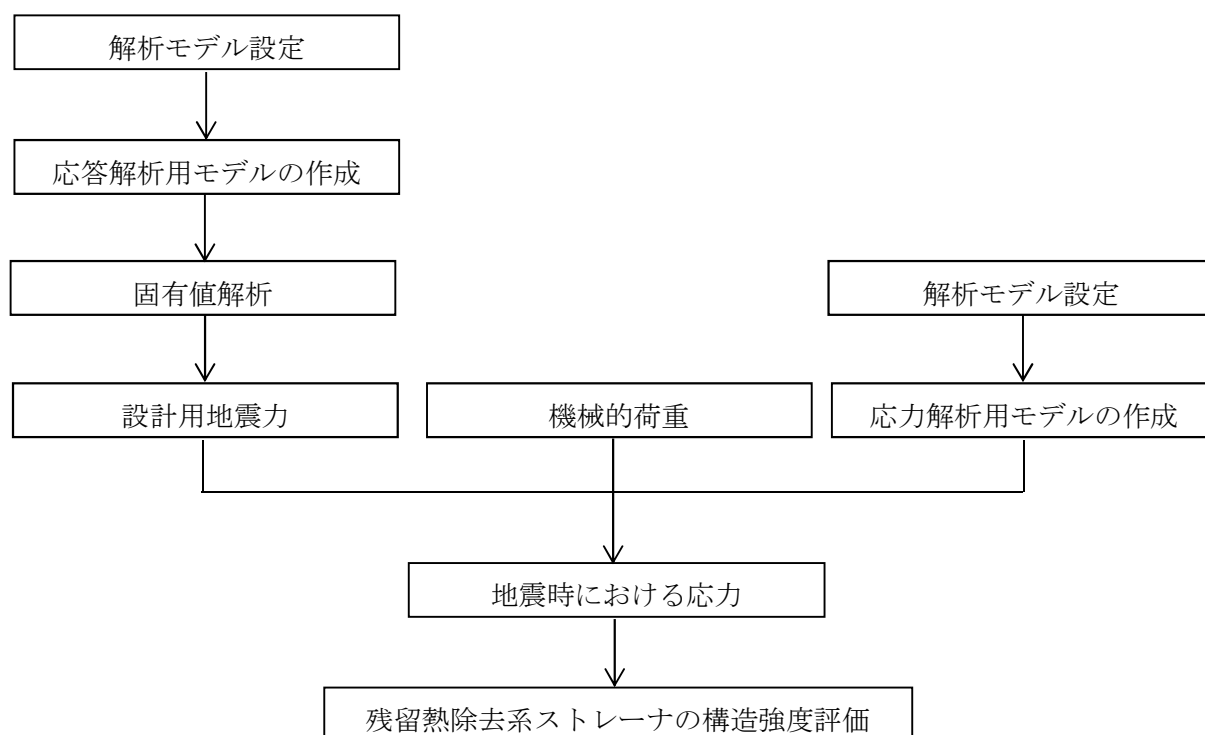 解析モデル設定
応答解析用モデルの作成
固有値解析
解析モデル設定
設計用地震力
機械的荷重
応力解析用モデルの作成
地震時における応力
残留熱除去系ストレーナの構造強度評価